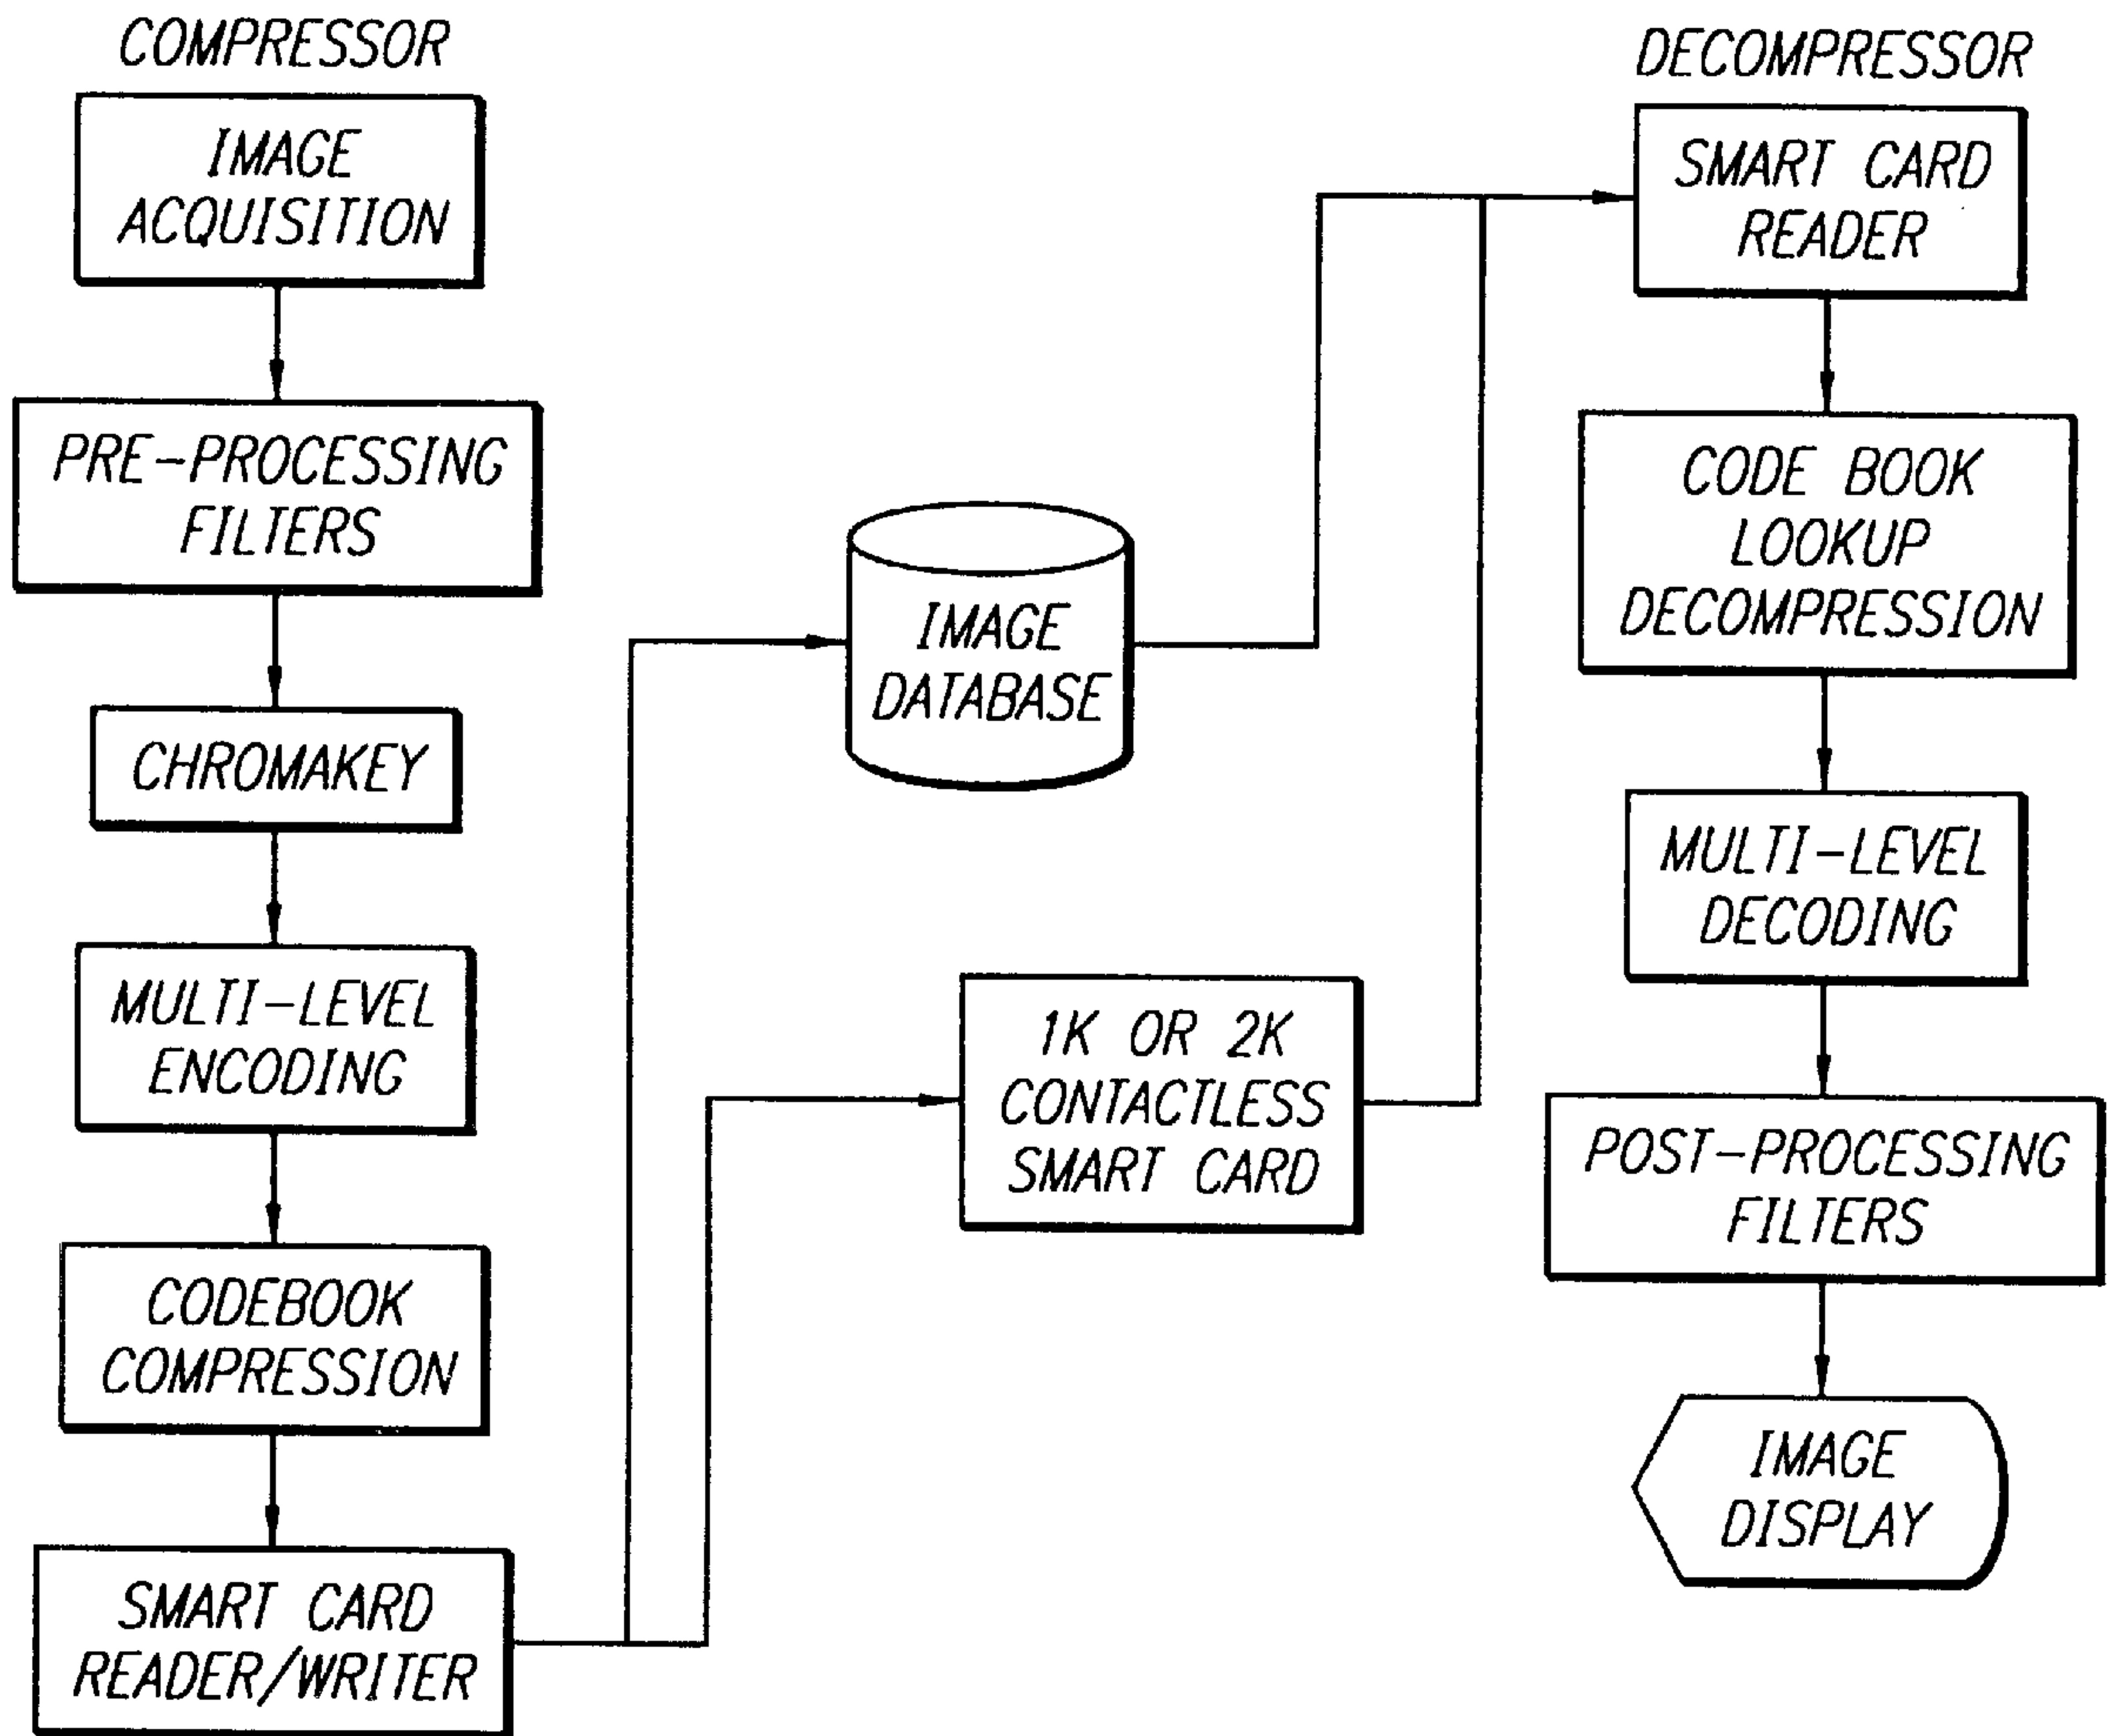 COMPRESSOR
IMAGE
ACQUISITION
PRE-PROCESSING
FILTERS
CHROMAKEY
MULTI-LEVEL
ENCODING
CODEBOOK
COMPRESSION
SMART CARD
READER/WRITER
IMAGE
DATABASE
1K OR 2K
CONTACTLESS
SMART CARD
DECOMPRESSOR
SMART CARD
READER
CODE BOOK
LOOKUP
DECOMPRESSION
MULTI-LEVEL
DECODING
POST-PROCESSING
FILTERS
IMAGE
DISPLAY